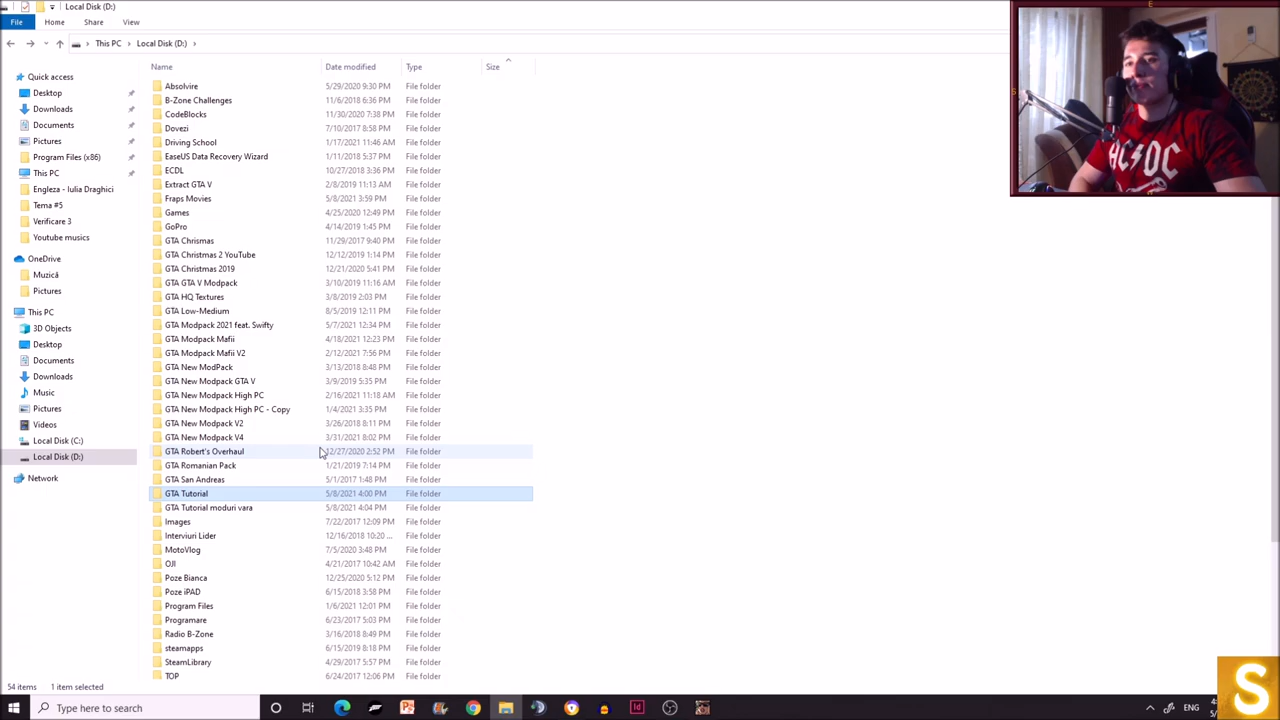 Local Disk (D:)
File Home Share View
This PC Local Disk (D:)
Name Date modified Type Size
Quick access
Desktop
Downloads
Documents
Pictures
Program Files (x86)
This PC
Engleza - Iulia Draghici
Tema #5
Verificare 3
Youtube musics
OneDrive
Muzică
Pictures
This PC
3D Objects
Desktop
Documents
Downloads
Music
Pictures
Videos
Local Disk (C:)
Local Disk (D:)
Network
Absolvire 5/29/2020 9:30 PM File folder
B-Zone Challenges 11/6/2018 6:36 PM File folder
CodeBlocks 11/30/2020 7:38 PM File folder
Dovezi 7/10/2017 8:58 PM File folder
Driving School 1/17/2021 11:46 AM File folder
EaseUS Data Recovery Wizard 1/11/2018 5:37 PM File folder
ECDL 10/27/2018 3:36 PM File folder
Extract GTA V 2/8/2019 11:13 AM File folder
Fraps Movies 5/8/2021 3:59 PM File folder
Games 4/25/2020 12:49 PM File folder
GoPro 4/14/2019 1:45 PM File folder
GTA Chrismas 11/29/2017 9:40 PM File folder
GTA Christmas 2 YouTube 12/12/2019 1:14 PM File folder
GTA Christmas 2019 12/21/2020 5:41 PM File folder
GTA GTA V Modpack 3/10/2019 11:16 AM File folder
GTA HQ Textures 3/8/2019 2:03 PM File folder
GTA Low-Medium 8/5/2019 12:11 PM File folder
GTA Modpack 2021 feat. Swifty 5/7/2021 12:34 PM File folder
GTA Modpack Mafii 4/18/2021 12:23 PM File folder
GTA Modpack Mafii V2 2/12/2021 7:56 PM File folder
GTA New ModPack 3/13/2018 8:48 PM File folder
GTA New Modpack GTA V 3/9/2019 5:35 PM File folder
GTA New Modpack High PC 2/16/2021 11:18 AM File folder
GTA New Modpack High PC - Copy 1/4/2021 3:35 PM File folder
GTA New Modpack V2 3/26/2018 8:11 PM File folder
GTA New Modpack V4 3/31/2021 8:02 PM File folder
GTA Robert's Overhaul 12/27/2020 2:52 PM File folder
GTA Romanian Pack 1/21/2019 7:14 PM File folder
GTA San Andreas 5/1/2017 1:48 PM File folder
GTA Tutorial 5/8/2021 4:00 PM File folder
GTA Tutorial moduri vara 5/8/2021 4:04 PM File folder
Images 7/22/2017 12:09 PM File folder
Interviuri Lider 12/16/2018 10:20 ... File folder
MotoVlog 7/5/2020 3:48 PM File folder
OJI 4/21/2017 10:42 AM File folder
Poze Bianca 12/25/2020 5:12 PM File folder
Poze iPAD 6/15/2018 3:58 PM File folder
Program Files 1/6/2021 12:01 PM File folder
Programare 6/23/2017 5:03 PM File folder
Radio B-Zone 3/16/2018 8:49 PM File folder
steamapps 6/15/2019 8:18 PM File folder
SteamLibrary 4/29/2017 5:57 PM File folder
TOP 6/24/2017 12:06 PM File folder
54 items 1 item selected
AC DC
S
Type here to search
ENG